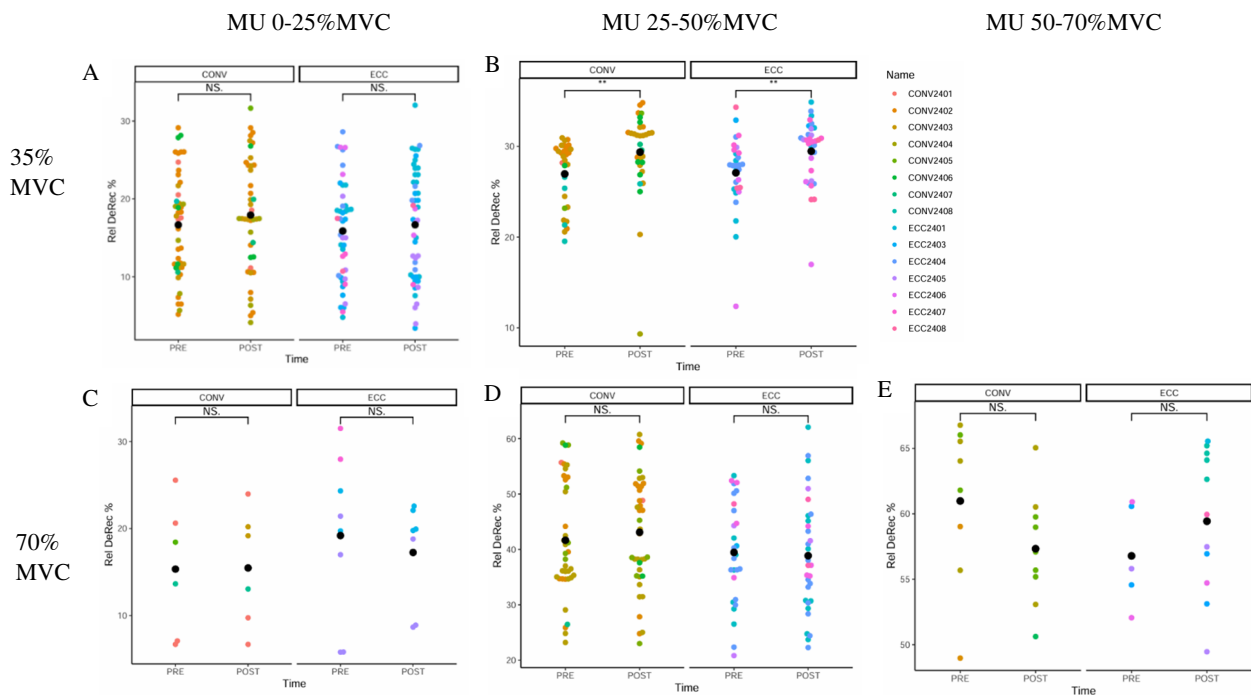 MU 0-25%MVC
MU 25-50%MVC
MU 50-70%MVC
35%
MVC
A
CONV
ECC
NS.
NS.
30
20
10
Rel DeRec %
PRE
POST
PRE
POST
Time
B
CONV
ECC
**
**
30
20
10
Rel DeRec %
PRE
POST
PRE
POST
Time
Name
CONV2401
CONV2402
CONV2403
CONV2404
CONV2405
CONV2406
CONV2407
CONV2408
ECC2401
ECC2403
ECC2404
ECC2405
ECC2406
ECC2407
ECC2408
70%
MVC
C
CONV
ECC
NS.
NS.
30
20
10
Rel DeRec %
PRE
POST
PRE
POST
Time
D
CONV
ECC
NS.
NS.
60
50
40
30
20
Rel DeRec %
PRE
POST
PRE
POST
Time
E
CONV
ECC
NS.
NS.
65
60
55
50
Rel DeRec %
PRE
POST
PRE
POST
Time